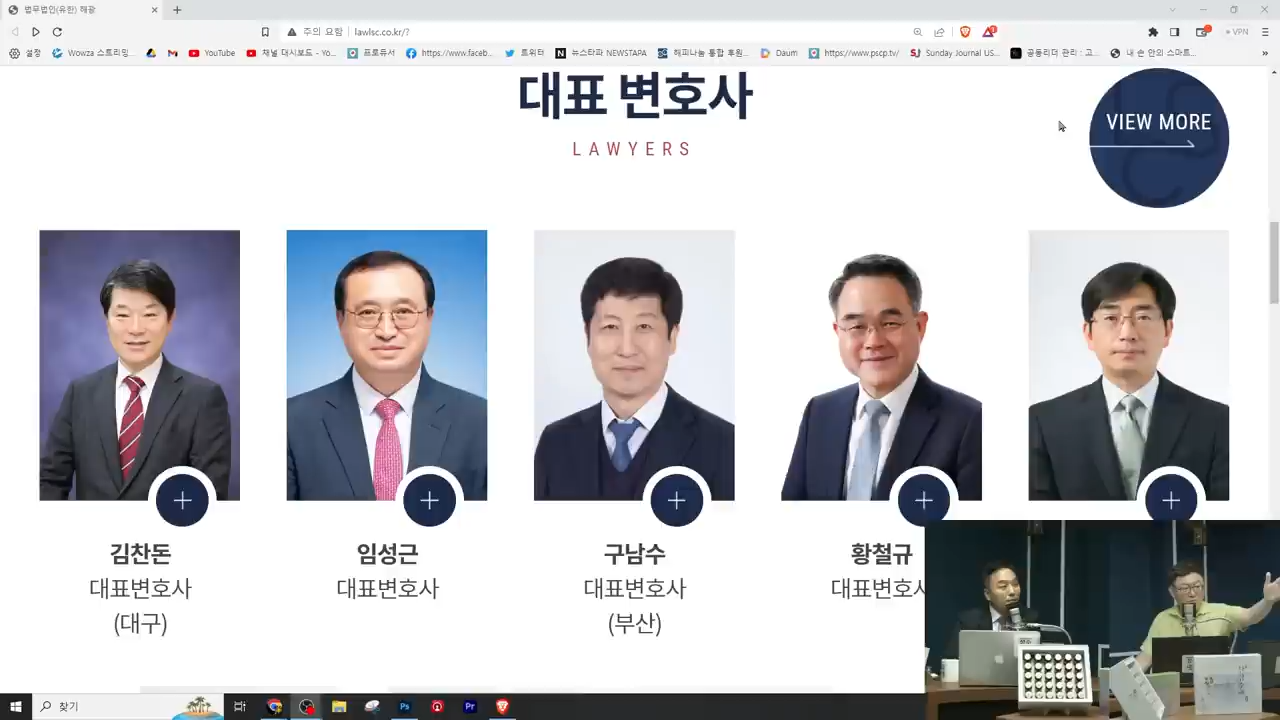 법무법인(유한) 해광
주의 요함
lawlsc.co.kr/?
VPN
설정
Wowza 스트리밍...
YouTube
채널 대시보드 - Yo...
프로듀서
https://www.faceb...
트위터
뉴스타파 NEWSTAPA
해피나눔 통합 후원...
Daum
https://www.pscp.tv/
Sunday Journal US...
공동리더 관리 : 고...
내 손 안의 스마트...
대표 변호사
LAWYERS
VIEW MORE
김찬돈
대표변호사
(대구)
임성근
대표변호사
구남수
대표변호사
(부산)
황철규
대표변호사
찾기